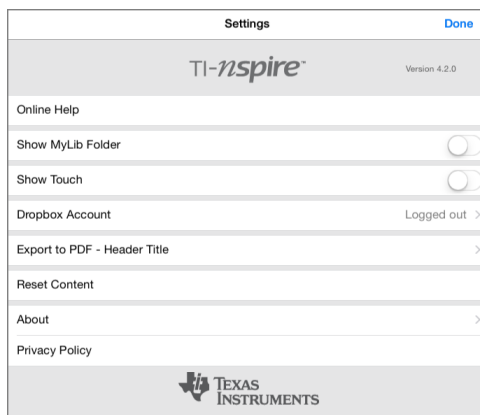 Settings Done
TI-nspire™ Version 4.2.0
Online Help
Show MyLib Folder
Show Touch
Dropbox Account Logged out
Export to PDF - Header Title
Reset Content
About
Privacy Policy
TEXAS
INSTRUMENTS